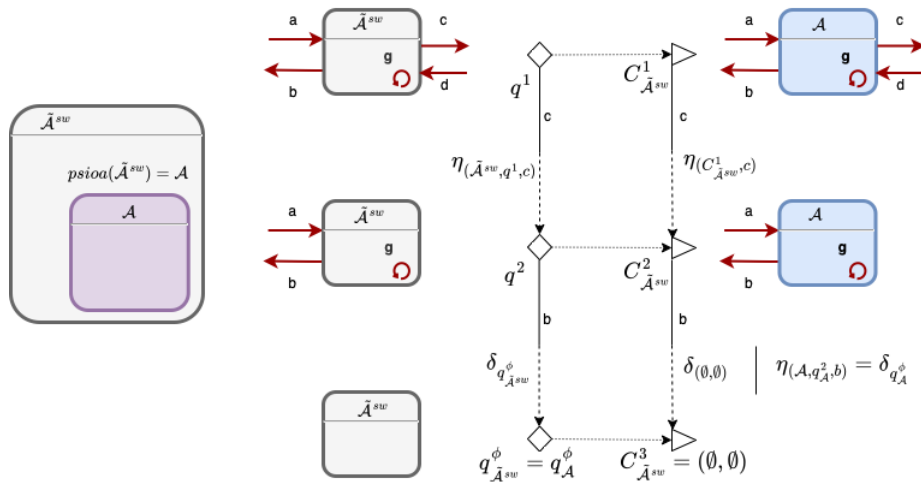 a
Ã^{sw}
c
b
g
d
q^1
C^1_{Ã^{sw}}
a
A
c
b
g
d
Ã^{sw}
psioa(Ã^{sw}) = A
A
c
c
η_{(Ã^{sw},q^1,c)}
η_{(C^1_{Ã^{sw}},c)}
a
Ã^{sw}
b
g
q^2
C^2_{Ã^{sw}}
a
A
b
g
b
b
δ_{q^ϕ_{Ã^{sw}}}
δ_{(∅,∅)}
η_{(A,q^2_A,b)} = δ_{q^ϕ_A}
Ã^{sw}
q^ϕ_{Ã^{sw}} = q^ϕ_A
C^3_{Ã^{sw}} = (∅, ∅)